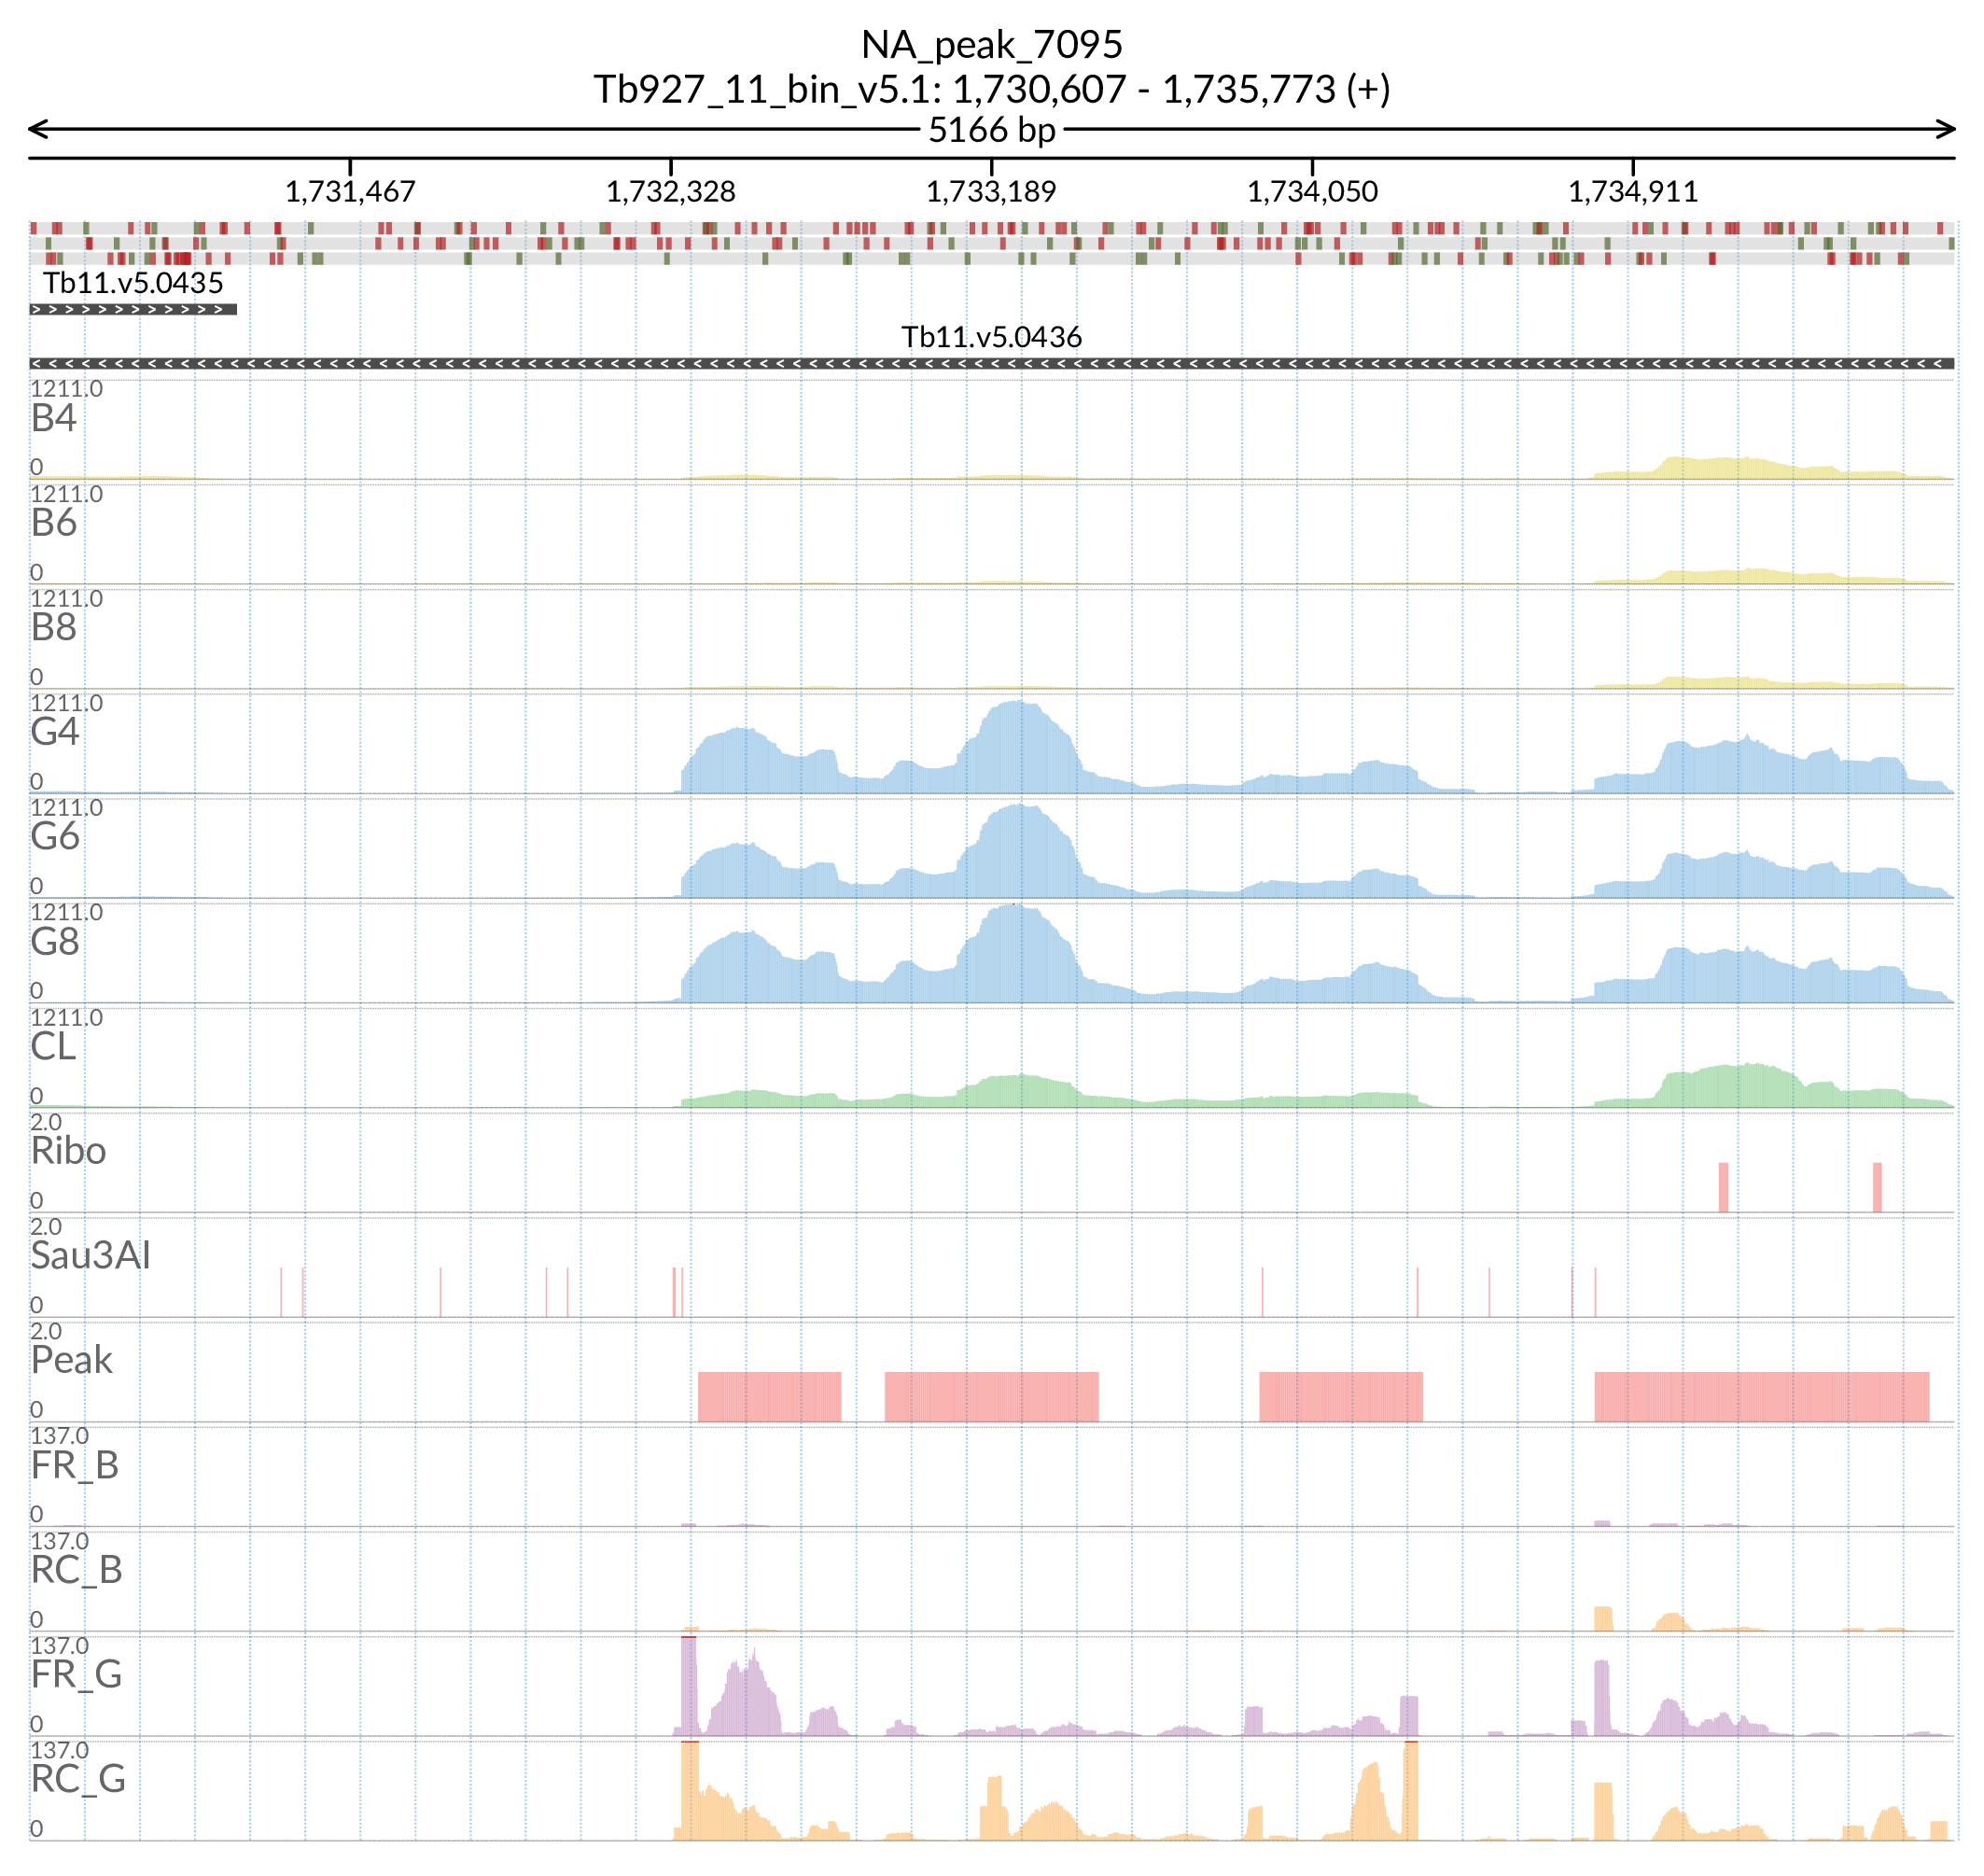 NA_peak_7095
Tb927_11_bin_v5.1: 1,730,607 - 1,735,773 (+)
5166 bp
1,731,467 1,732,328 1,733,189 1,734,050 1,734,911
Tb11.v5.0435
> > > > > > > > > > > >
Tb11.v5.0436
1211.0
B4
0
1211.0
B6
0
1211.0
B8
0
1211.0
G4
0
1211.0
G6
0
1211.0
G8
0
1211.0
CL
0
2.0
Ribo
0
2.0
Sau3AI
0
2.0
Peak
0
137.0
FR_B
0
137.0
RC_B
0
137.0
FR_G
0
137.0
RC_G
0